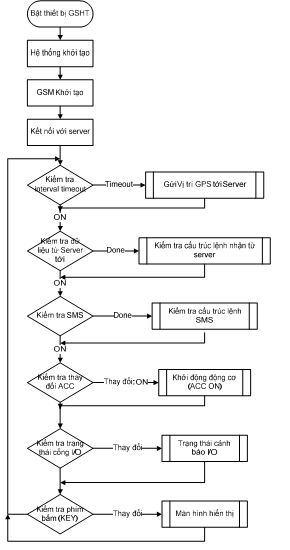 Bật thiết bị GSHT
Hệ thống khởi tạo
GSM Khởi tạo
Kết nối với server
Kiểm tra
interval timeout
Timeout
Gửi Vị trí GPS tới Server
ON
Kiểm tra dữ
liệu từ Server
tới
Done
Kiểm tra cấu trúc lệnh nhận từ
server
ON
Kiểm tra SMS
Done
Kiểm tra cấu trúc lệnh
SMS
ON
Kiểm tra thay
đổi ACC
Thay đổi; ON
Khởi động động cơ
(ACC ON)
Kiểm tra trạng
thái cổng I/O
Thay đổi
Trạng thái cảnh
báo I/O
Kiểm tra phím
bấm (KEY)
Thay đổi
Màn hình hiển thị